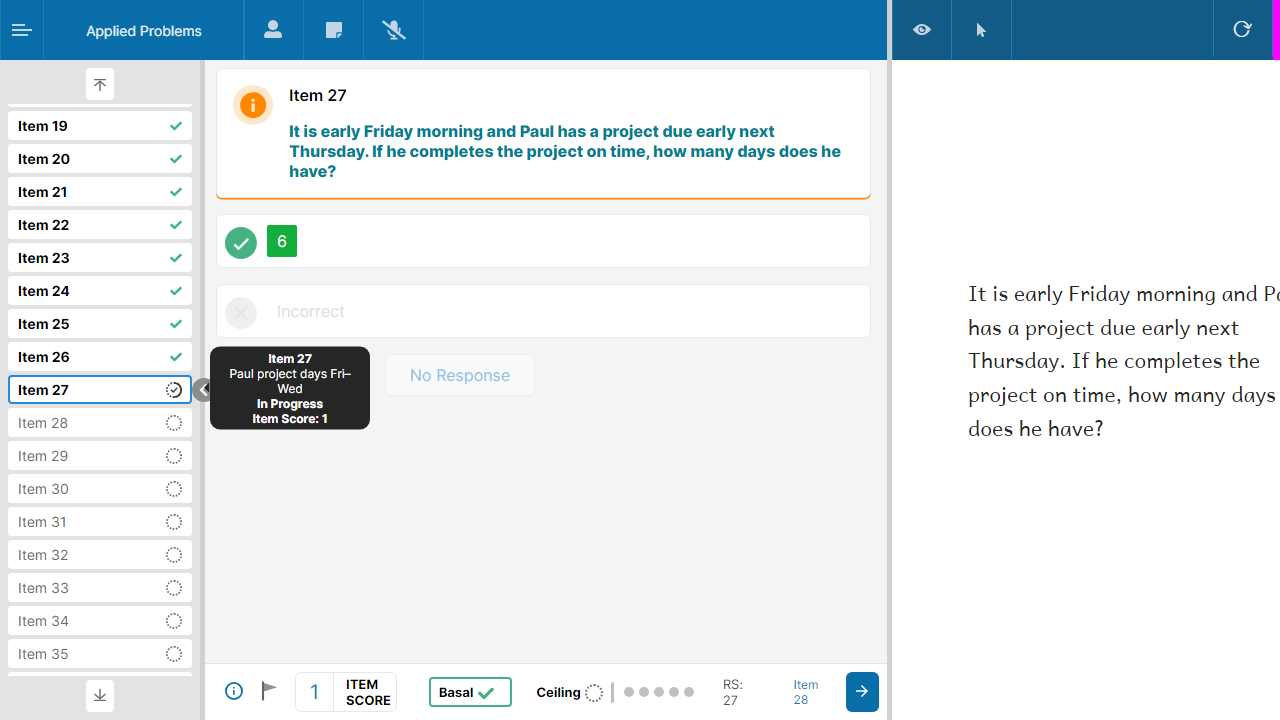 Applied Problems
Item 19
Item 20
Item 21
Item 22
Item 23
Item 24
Item 25
Item 26
Item 27
Item 28
Item 29
Item 30
Item 31
Item 32
Item 33
Item 34
Item 35
Item 27
It is early Friday morning and Paul has a project due early next
Thursday. If he completes the project on time, how many days does he
have?
6
Incorrect
Item 27
Paul project days Fri–
Wed
In Progress
Item Score: 1
No Response
1
ITEM
SCORE
Basal
Ceiling
RS:
27
Item
28
It is early Friday morning and
has a project due early next
Thursday. If he completes the
project on time, how many days
does he have?